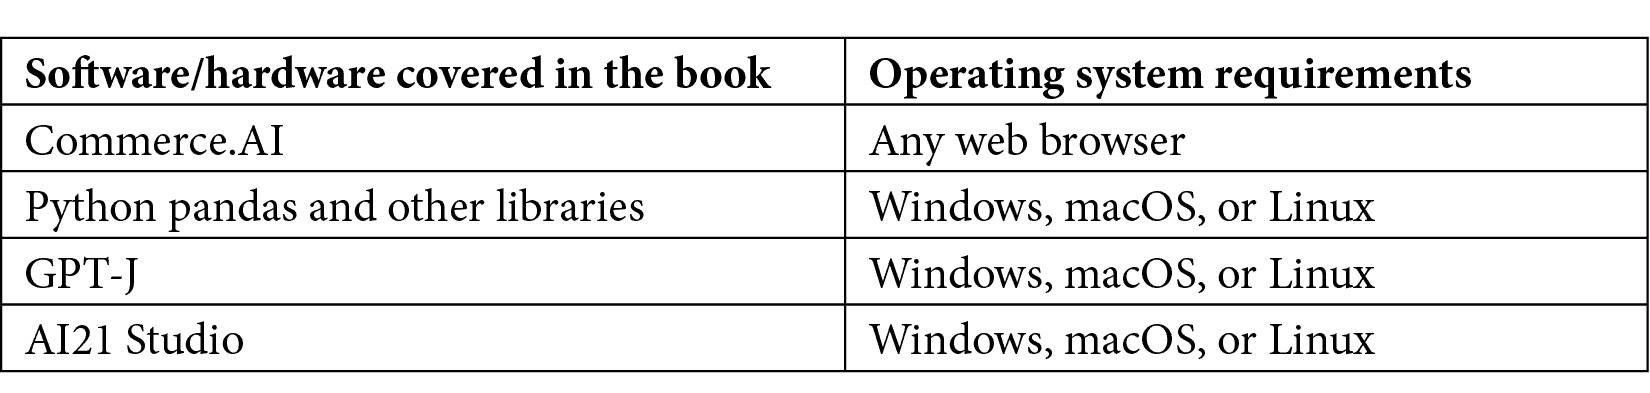 Software/hardware covered in the book Operating system requirements
Commerce.AI Any web browser
Python pandas and other libraries Windows, macOS, or Linux
GPT-J Windows, macOS, or Linux
AI21 Studio Windows, macOS, or Linux